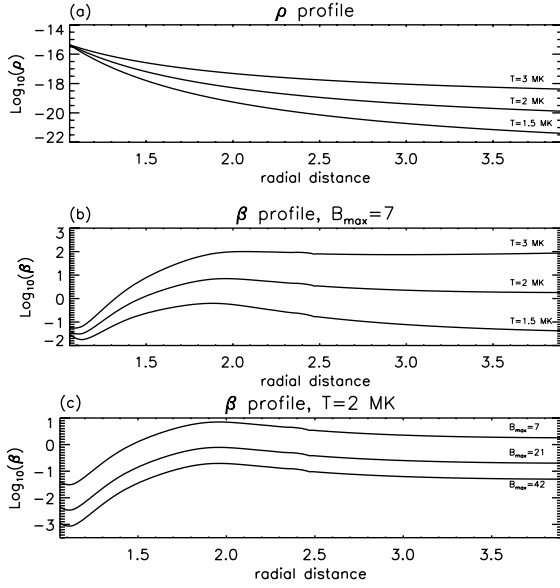 (a) ρ profile
-14
-16
-18
-20
-22
Log₁₀(ρ)
T=3 MK
T=2 MK
T=1.5 MK
1.5 2.0 2.5 3.0 3.5
radial distance
(b) β profile, Bₘₐₓ=7
3
2
1
0
-1
-2
Log₁₀(β)
T=3 MK
T=2 MK
T=1.5 MK
1.5 2.0 2.5 3.0 3.5
radial distance
(c) β profile, T=2 MK
1
0
-1
-2
-3
Log₁₀(β)
Bₘₐₓ=7
Bₘₐₓ=21
Bₘₐₓ=42
1.5 2.0 2.5 3.0 3.5
radial distance